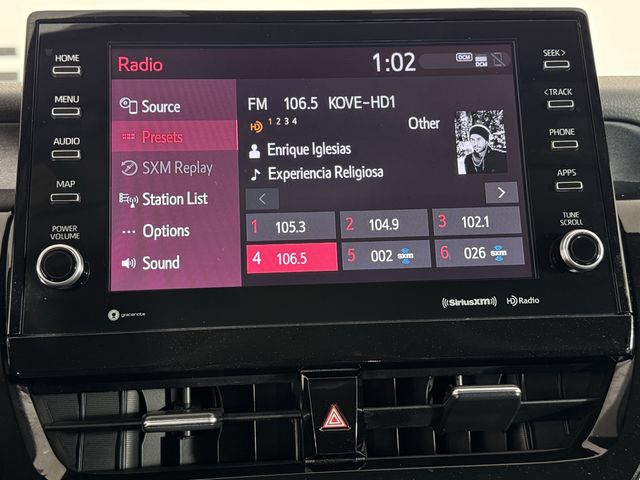 HOME
MENU
AUDIO
MAP
POWER
VOLUME
Radio
1:02
DCM
DCM
Source
Presets
SXM Replay
Station List
Options
Sound
FM 106.5 KOVE-HD1
HD 1 2 3 4
Other
Enrique Iglesias
Experiencia Religiosa
<
>
1 105.3
2 104.9
3 102.1
4 106.5
5 002 sxm
6 026 sxm
SEEK>
<TRACK
PHONE
APPS
TUNE
SCROLL
gracenote
((SiriusXM))
HD Radio